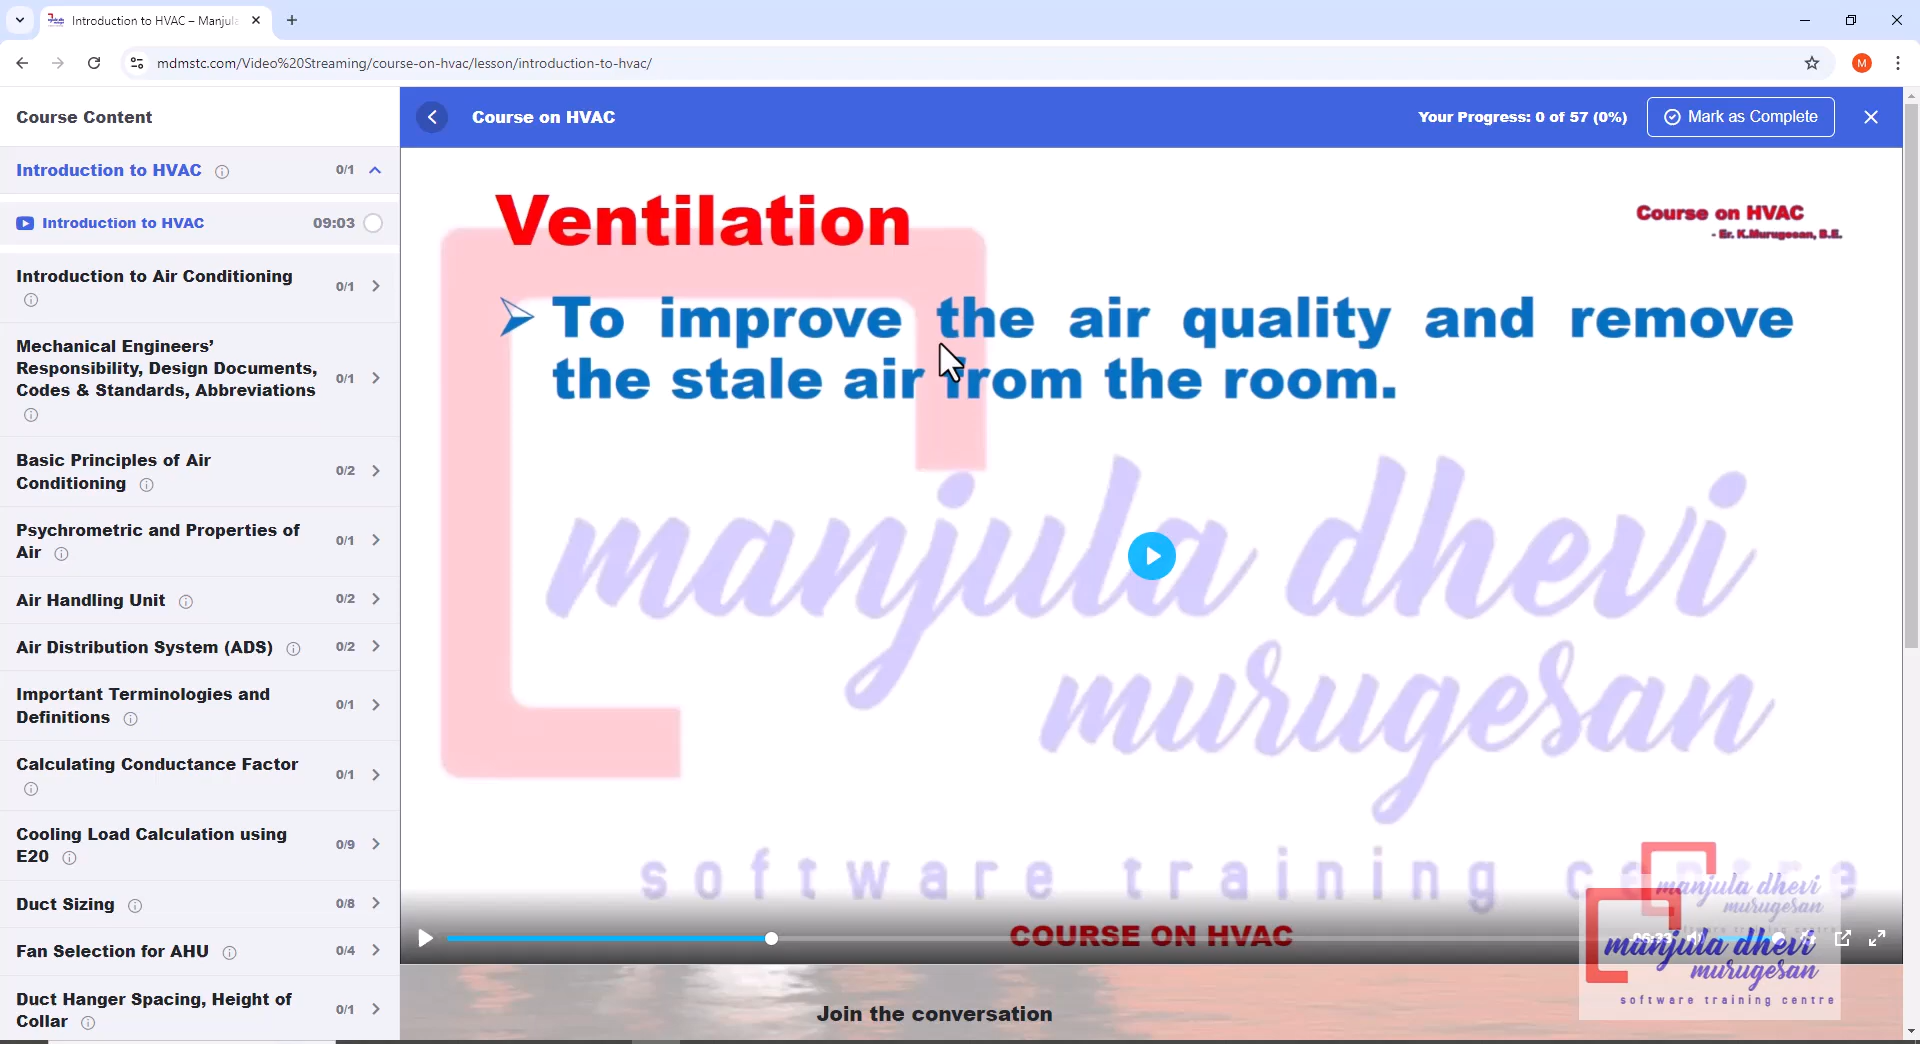 Introduction to HVAC – Manjula
mdmstc.com/Video%20Streaming/course-on-hvac/lesson/introduction-to-hvac/
M
Course Content
Course on HVAC
Your Progress: 0 of 57 (0%)
Mark as Complete
Introduction to HVAC
0/1
Introduction to HVAC
09:03
Introduction to Air Conditioning
0/1
Mechanical Engineers’
Responsibility, Design Documents,
Codes & Standards, Abbreviations
0/1
Basic Principles of Air
Conditioning
0/2
Psychrometric and Properties of
Air
0/1
Air Handling Unit
0/2
Air Distribution System (ADS)
0/2
Important Terminologies and
Definitions
0/1
Calculating Conductance Factor
0/1
Cooling Load Calculation using
E20
0/9
Duct Sizing
0/8
Fan Selection for AHU
0/4
Duct Hanger Spacing, Height of
Collar
0/1
Ventilation
Course on HVAC
- Er. K.Murugesan, B.E.
To improve the air quality and remove
the stale air from the room.
manjula dhevi
murugesan
software training centre
COURSE ON HVAC
manjula dhevi
murugesan
manjula dhevi
murugesan
software training centre
Join the conversation